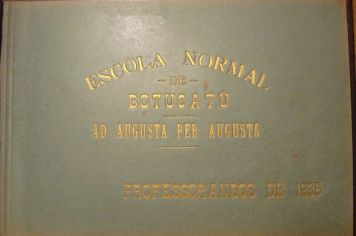 ESCOLA NORMAL
- DE -
BOTUCATÚ
AD AUGUSTA PER AUGUSTA
PROFESSORANDOS DE 1935